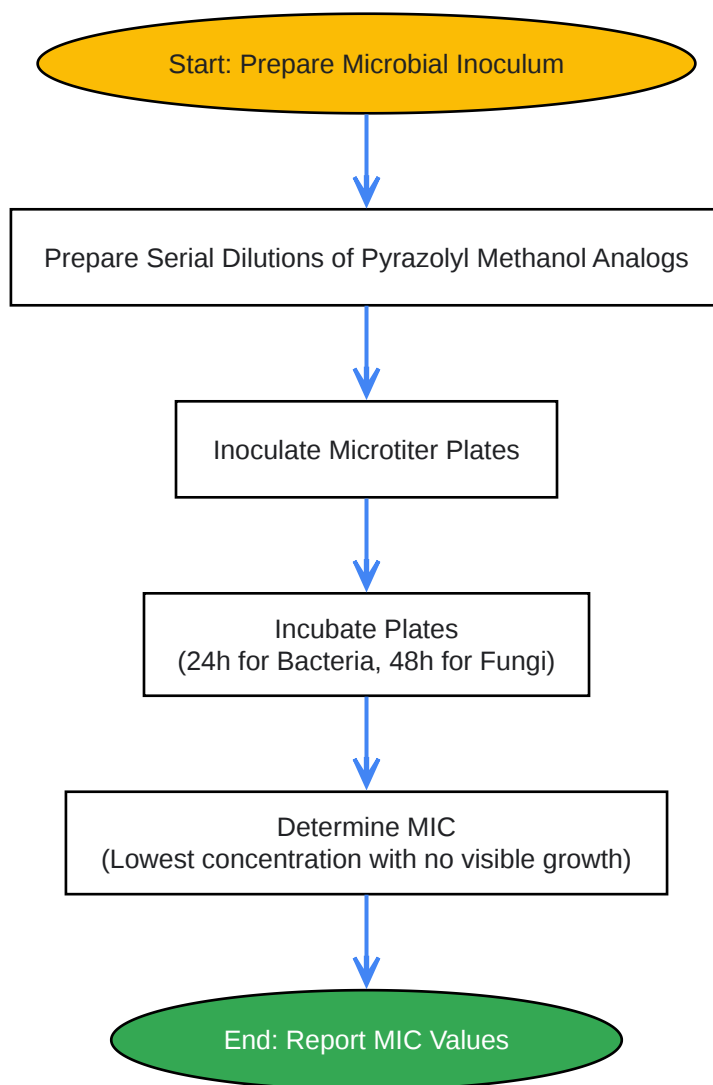 Start: Prepare Microbial Inoculum
Prepare Serial Dilutions of Pyrazolyl Methanol Analogs
Inoculate Microtiter Plates
Incubate Plates
(24h for Bacteria, 48h for Fungi)
Determine MIC
(Lowest concentration with no visible growth)
End: Report MIC Values